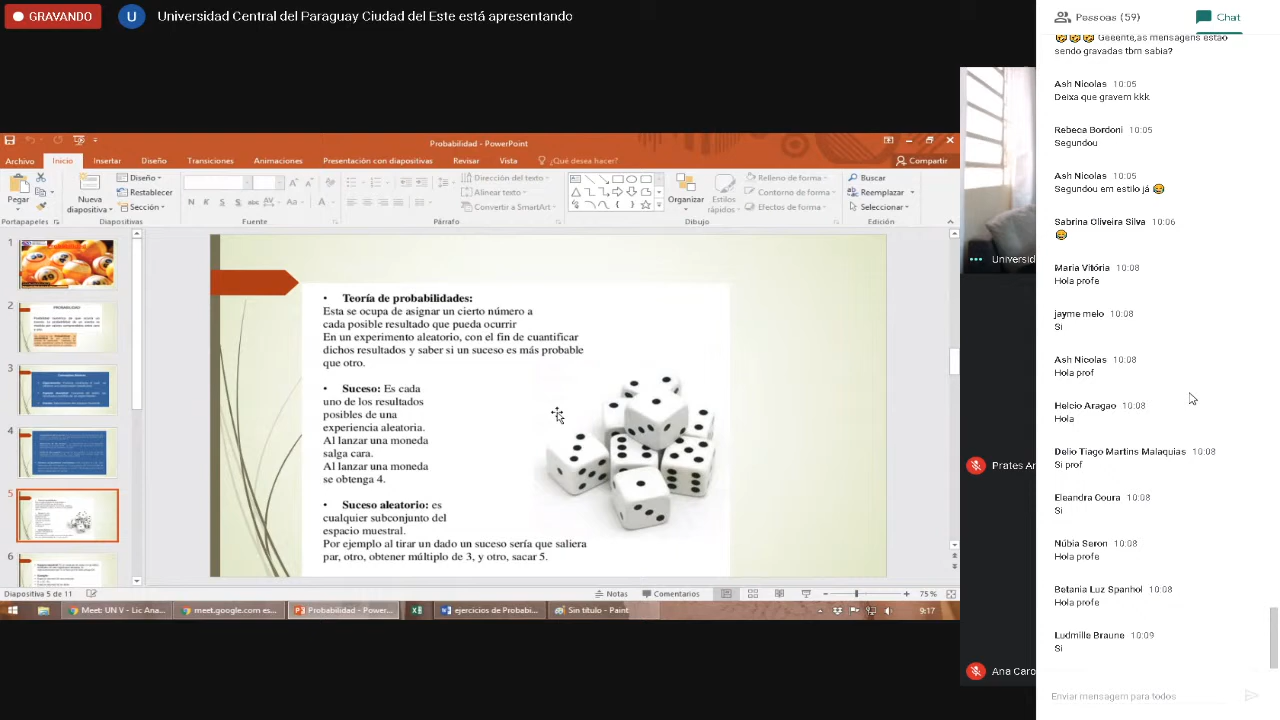 GRAVANDO
U
Universidad Central del Paraguay Ciudad del Este está apresentando
Pessoas (59)
Chat
Probabilidad - PowerPoint
Archivo
Inicio
Insertar
Diseño
Transiciones
Animaciones
Presentación con diapositivas
Revisar
Vista
¿Qué desea hacer?
Compartir
Pegar
Nueva
diapositiva
Diseño
Restablecer
Sección
N K S
Dirección del texto
Alinear texto
Convertir a SmartArt
Organizar
Estilos
rápidos
Relleno de forma
Contorno de forma
Efectos de forma
Buscar
Reemplazar
Seleccionar
Portapapeles
Diapositivas
Fuente
Párrafo
Dibujo
Edición
1
2
PROBABILIDAD
3
4
5
6
• Teoría de probabilidades:
Esta se ocupa de asignar un cierto número a
cada posible resultado que pueda ocurrir
En un experimento aleatorio, con el fin de cuantificar
dichos resultados y saber si un suceso es más probable
que otro.
• Suceso: Es cada
uno de los resultados
posibles de una
experiencia aleatoria.
Al lanzar una moneda
salga cara.
Al lanzar una moneda
se obtenga 4.
• Suceso aleatorio: es
cualquier subconjunto del
espacio muestral.
Por ejemplo al tirar un dado un suceso sería que saliera
par, otro, obtener múltiplo de 3, y otro, sacar 5.
Diapositiva 5 de 11
Notas
Comentarios
75 %
Meet: UN V - Lic Ana...
meet.google.com es...
Probabilidad - Power...
ejercicios de Probabi...
Sin título - Paint
9:17
Universid
Prates Ar
Ana Caro
Geeente,as mensagens estao
sendo gravadas tbm sabia?
Ash Nicolas 10:05
Deixa que gravem kkk
Rebeca Bordoni 10:05
Segundou
Ash Nicolas 10:05
Segundou em estilo já 😂
Sabrina Oliveira Silva 10:06
😂
Maria Vitória 10:08
Hola profe
jayme melo 10:08
Si
Ash Nicolas 10:08
Hola prof
Helcio Aragao 10:08
Hola
Delio Tiago Martins Malaquias 10:08
Si prof
Eleandra Goura 10:08
Si
Núbia Seron 10:08
Hola profe
Betania Luz Spanhol 10:08
Hola profe
Ludmille Braune 10:09
Si
Enviar mensagem para todos